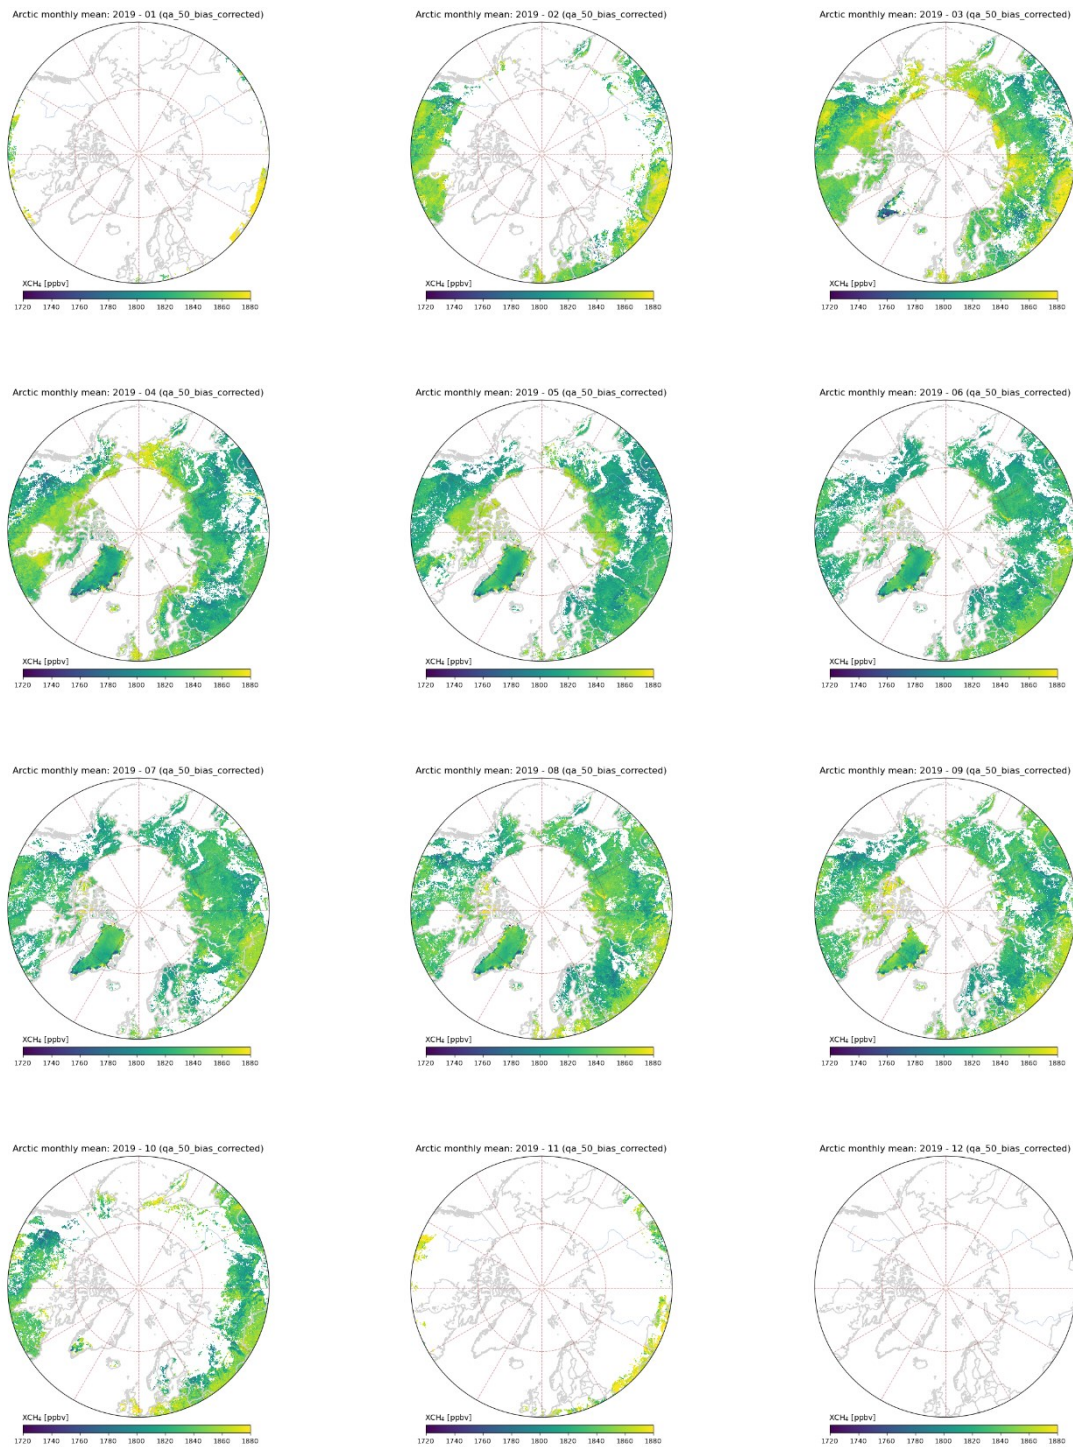 Arctic monthly mean: 2019 - 01 (qa_50_bias_corrected)
Arctic monthly mean: 2019 - 02 (qa_50_bias_corrected)
Arctic monthly mean: 2019 - 03 (qa_50_bias_corrected)
XCH₄ [ppbv]
1720 1740 1760 1780 1800 1820 1840 1860 1880
XCH₄ [ppbv]
1720 1740 1760 1780 1800 1820 1840 1860 1880
XCH₄ [ppbv]
1720 1740 1760 1780 1800 1820 1840 1860 1880
Arctic monthly mean: 2019 - 04 (qa_50_bias_corrected)
Arctic monthly mean: 2019 - 05 (qa_50_bias_corrected)
Arctic monthly mean: 2019 - 06 (qa_50_bias_corrected)
XCH₄ [ppbv]
1720 1740 1760 1780 1800 1820 1840 1860 1880
XCH₄ [ppbv]
1720 1740 1760 1780 1800 1820 1840 1860 1880
XCH₄ [ppbv]
1720 1740 1760 1780 1800 1820 1840 1860 1880
Arctic monthly mean: 2019 - 07 (qa_50_bias_corrected)
Arctic monthly mean: 2019 - 08 (qa_50_bias_corrected)
Arctic monthly mean: 2019 - 09 (qa_50_bias_corrected)
XCH₄ [ppbv]
1720 1740 1760 1780 1800 1820 1840 1860 1880
XCH₄ [ppbv]
1720 1740 1760 1780 1800 1820 1840 1860 1880
XCH₄ [ppbv]
1720 1740 1760 1780 1800 1820 1840 1860 1880
Arctic monthly mean: 2019 - 10 (qa_50_bias_corrected)
Arctic monthly mean: 2019 - 11 (qa_50_bias_corrected)
Arctic monthly mean: 2019 - 12 (qa_50_bias_corrected)
XCH₄ [ppbv]
1720 1740 1760 1780 1800 1820 1840 1860 1880
XCH₄ [ppbv]
1720 1740 1760 1780 1800 1820 1840 1860 1880
XCH₄ [ppbv]
1720 1740 1760 1780 1800 1820 1840 1860 1880